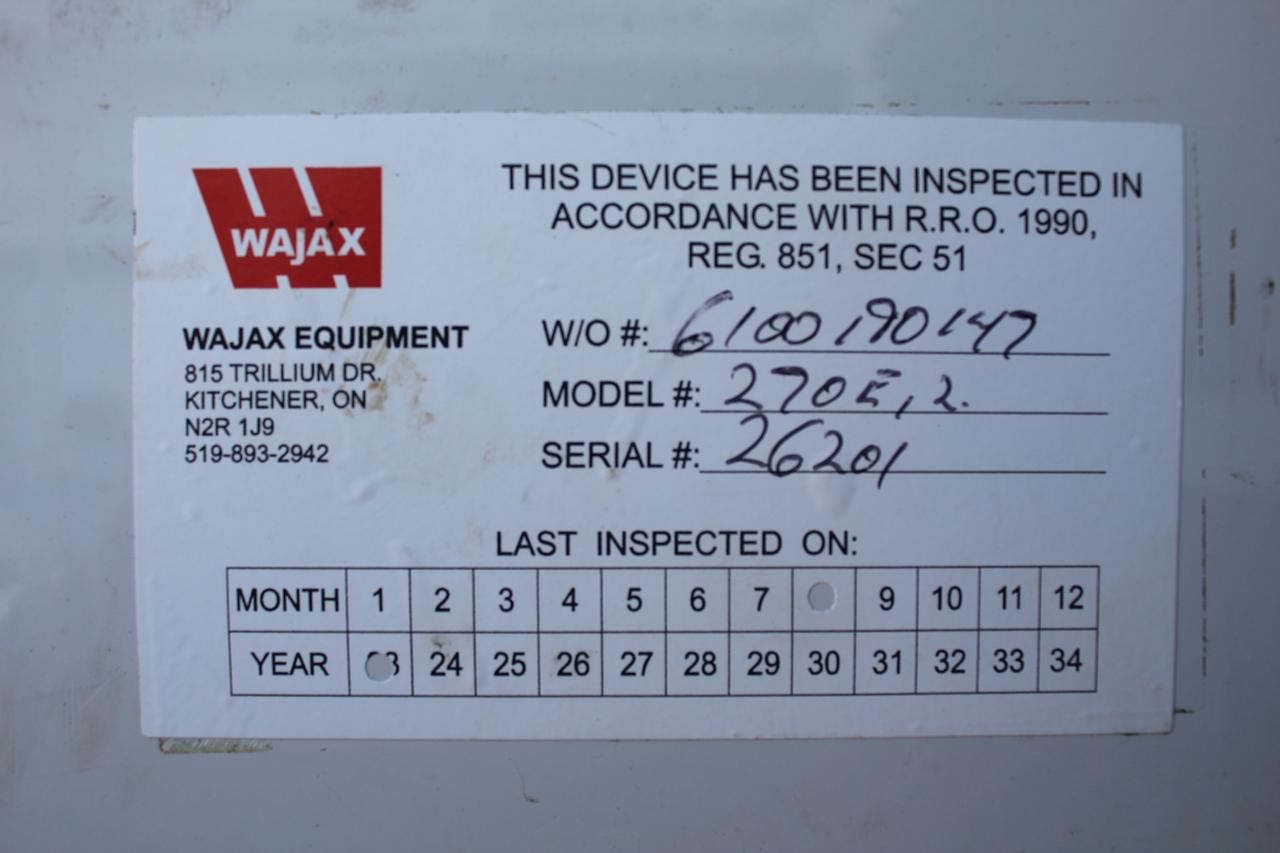 WAJAX
THIS DEVICE HAS BEEN INSPECTED IN
ACCORDANCE WITH R.R.O. 1990,
REG. 851, SEC 51
WAJAX EQUIPMENT
815 TRILLIUM DR.
KITCHENER, ON
N2R 1J9
519-893-2942
W/O #: 6100190147
MODEL #: 270E, 2.
SERIAL #: 26201
LAST INSPECTED ON:
MONTH 1 2 3 4 5 6 7 9 10 11 12
YEAR 3 24 25 26 27 28 29 30 31 32 33 34